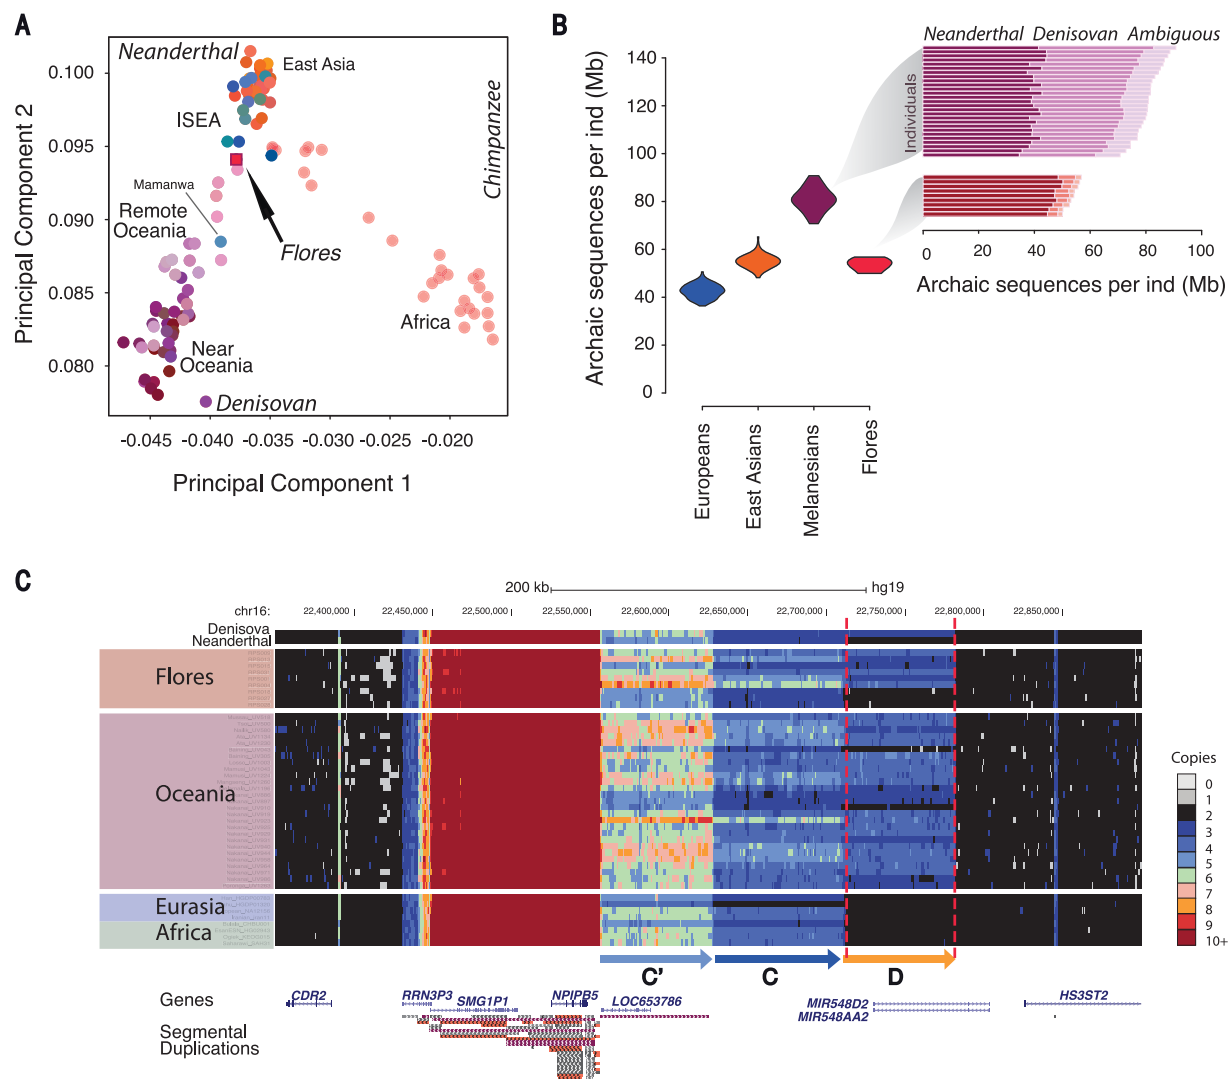 A
Neanderthal
East Asia
ISEA
Chimpanzee
Mamanwa
Remote
Oceania
Flores
Africa
Near
Oceania
Denisovan
0.100
0.095
0.090
0.085
0.080
Principal Component 2
-0.045 -0.040 -0.035 -0.030 -0.025 -0.020
Principal Component 1
B
Neanderthal Denisovan Ambiguous
Individuals
140
120
100
80
60
40
20
0
Archaic sequences per ind (Mb)
Europeans
East Asians
Melanesians
Flores
0 20 40 60 80 100
Archaic sequences per ind (Mb)
C
200 kb hg19
chr16: 22,400,000 22,450,000 22,500,000 22,550,000 22,600,000 22,650,000 22,700,000 22,750,000 22,800,000 22,850,000
Denisova
Neanderthal
Flores
Oceania
Eurasia
Africa
Copies
0
1
2
3
4
5
6
7
8
9
10+
C' C D
Genes
CDR2 RRN3P3 SMG1P1 NPIPB5 LOC653786 MIR548D2 HS3ST2
MIR548AA2
Segmental
Duplications